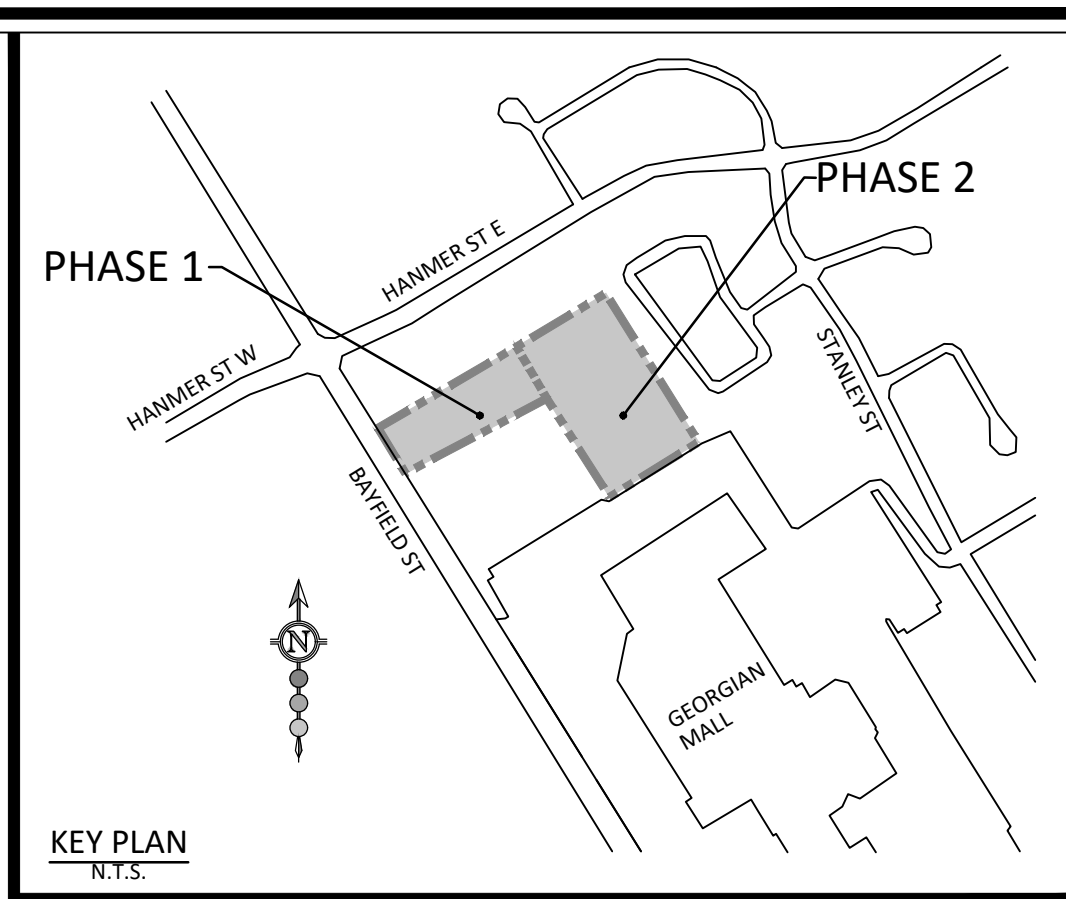 PHASE 2
HANMER ST E
PHASE 1
HANMER ST W
STANLEY ST
BAYFIELD ST
N
GEORGIAN
MALL
KEY PLAN
N.T.S.